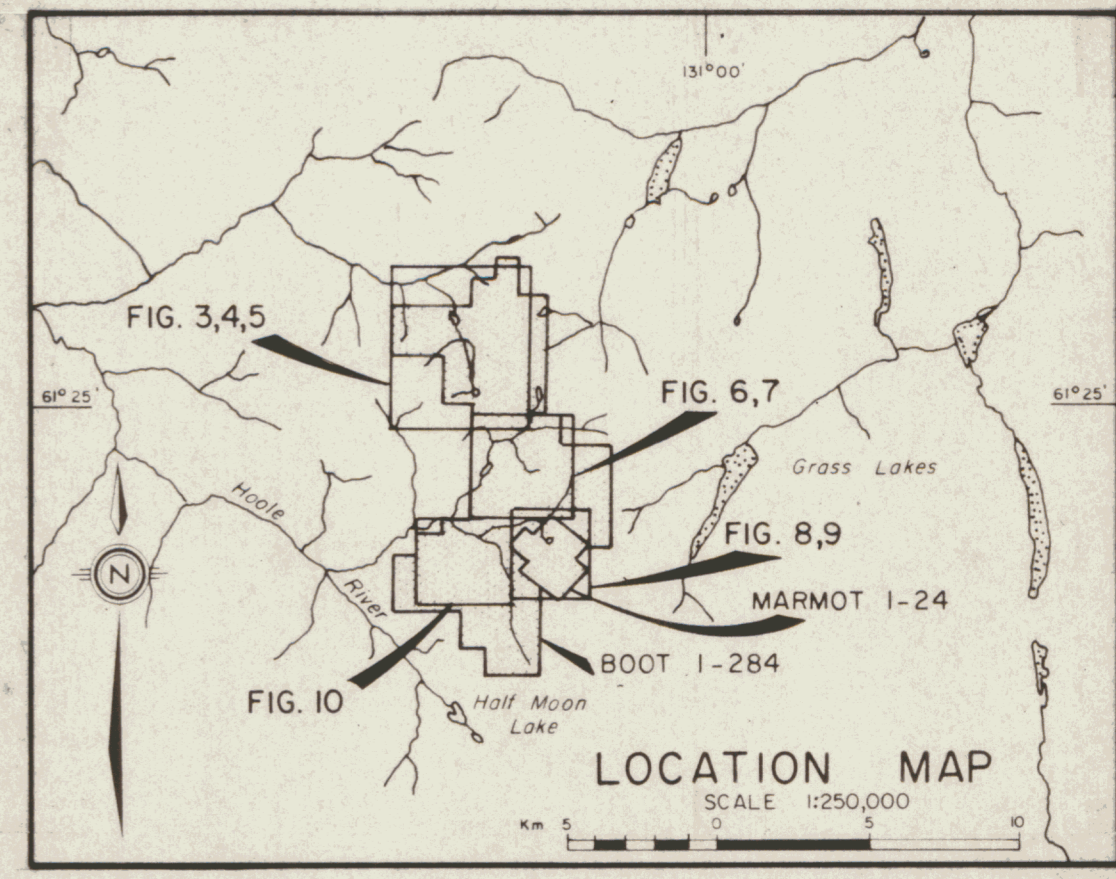 131°00'
FIG. 3,4,5
61° 25'
FIG. 6,7
61° 25'
Grass Lakes
Hoole
River
FIG. 8,9
N
MARMOT 1-24
BOOT 1-284
FIG. 10
Half Moon
Lake
LOCATION MAP
SCALE 1:250,000
Km 5 0 5 10